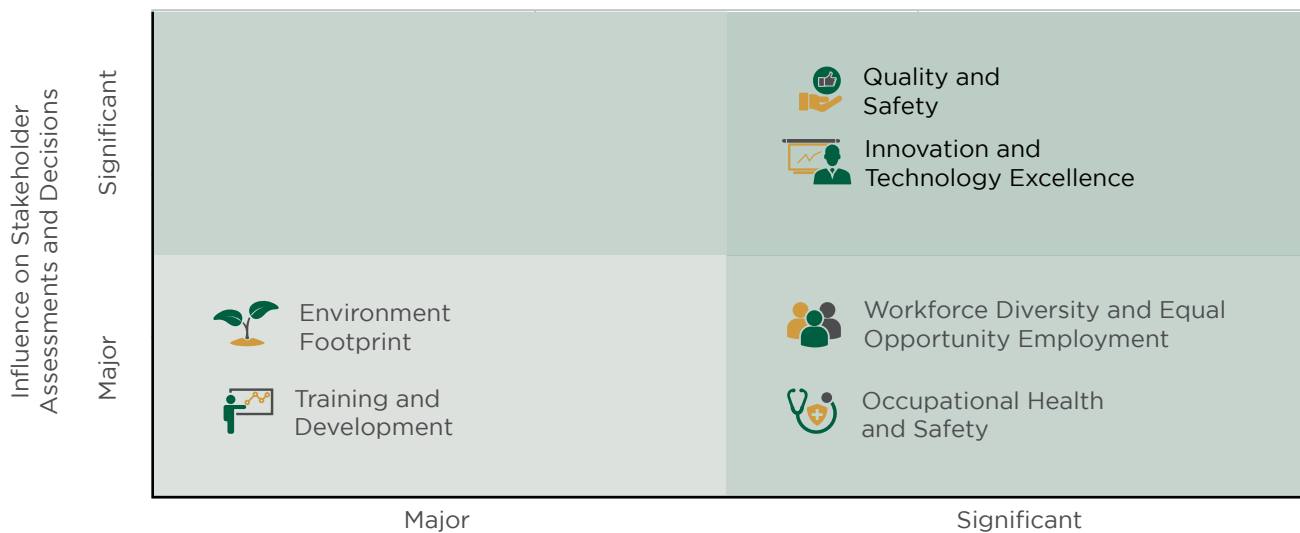 Influence on Stakeholder
Assessments and Decisions
Significant
Major
Quality and
Safety
Innovation and
Technology Excellence
Environment
Footprint
Training and
Development
Workforce Diversity and Equal
Opportunity Employment
Occupational Health
and Safety
Major
Significant